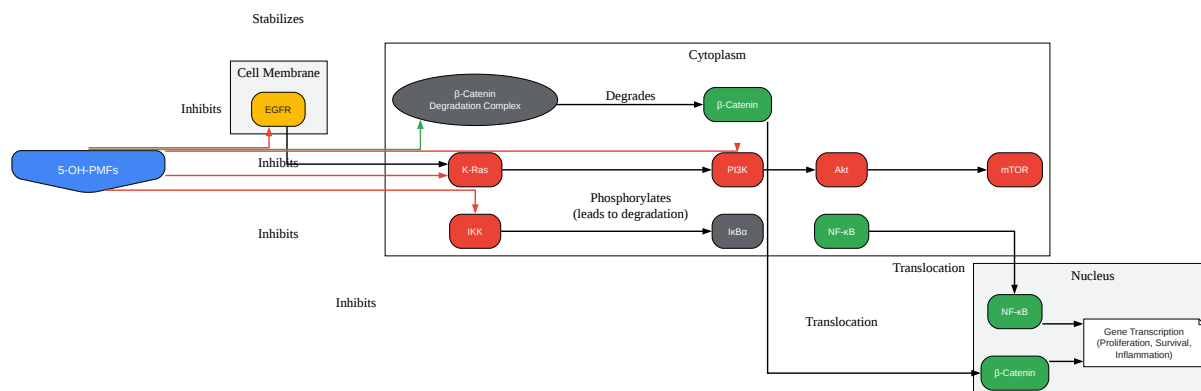 Stabilizes
Cytoplasm
Cell Membrane
EGFR
Inhibits
β-Catenin
Degradation Complex
Degrades
β-Catenin
5-OH-PMFs
Inhibits
K-Ras
PI3K
Akt
mTOR
Phosphorylates
(leads to degradation)
Inhibits
IKK
IκBα
NF-κB
Translocation
Nucleus
Inhibits
NF-κB
Translocation
Gene Transcription
(Proliferation, Survival,
Inflammation)
β-Catenin